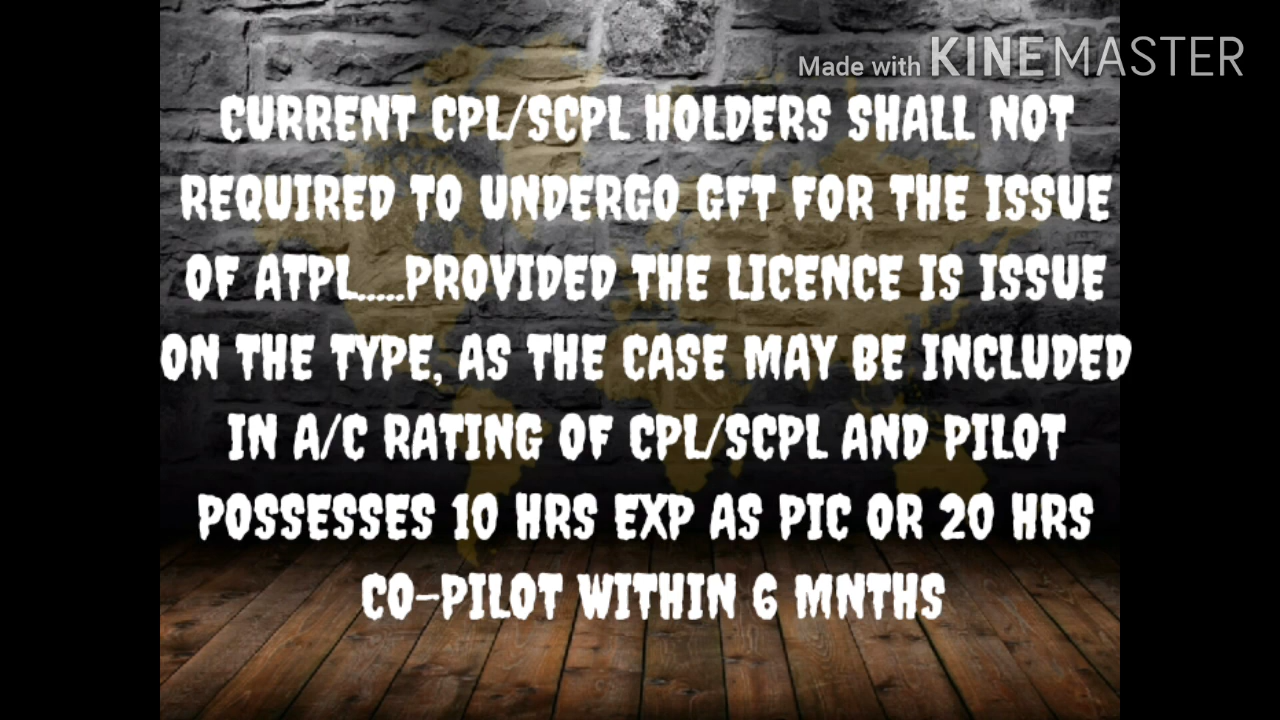 Made with KINEMASTER
CURRENT CPL/SCPL HOLDERS SHALL NOT
REQUIRED TO UNDERGO GFT FOR THE ISSUE
OF ATPL.....PROVIDED THE LICENCE IS ISSUE
ON THE TYPE, AS THE CASE MAY BE INCLUDED
IN A/C RATING OF CPL/SCPL AND PILOT
POSSESSES 10 HRS EXP AS PIC OR 20 HRS
CO-PILOT WITHIN 6 MNTHS